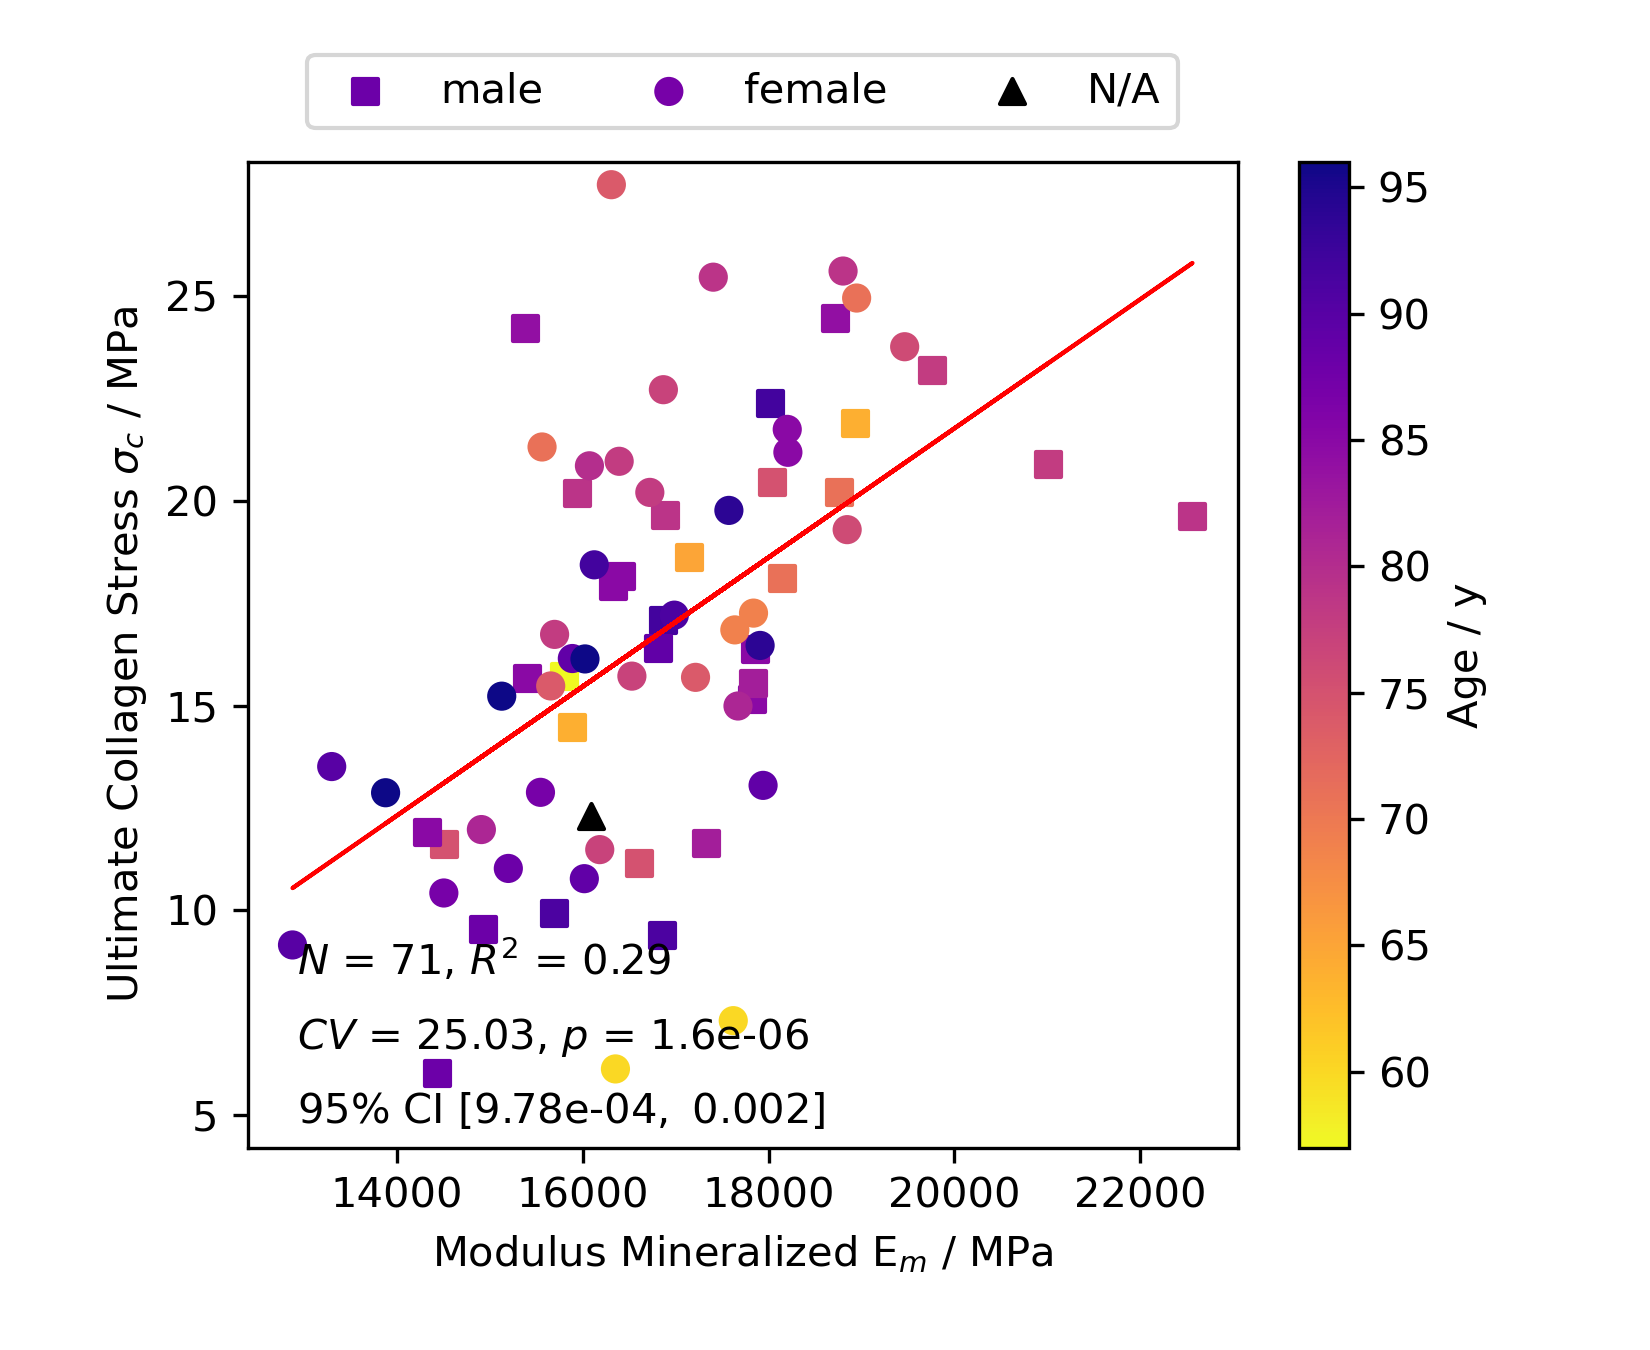 male female N/A
25
20
15
10
5
Ultimate Collagen Stress σc / MPa
N = 71, R² = 0.29
CV = 25.03, p = 1.6e-06
95% CI [9.78e-04, 0.002]
14000 16000 18000 20000 22000
Modulus Mineralized Em / MPa
95
90
85
80
75
70
65
60
Age / y